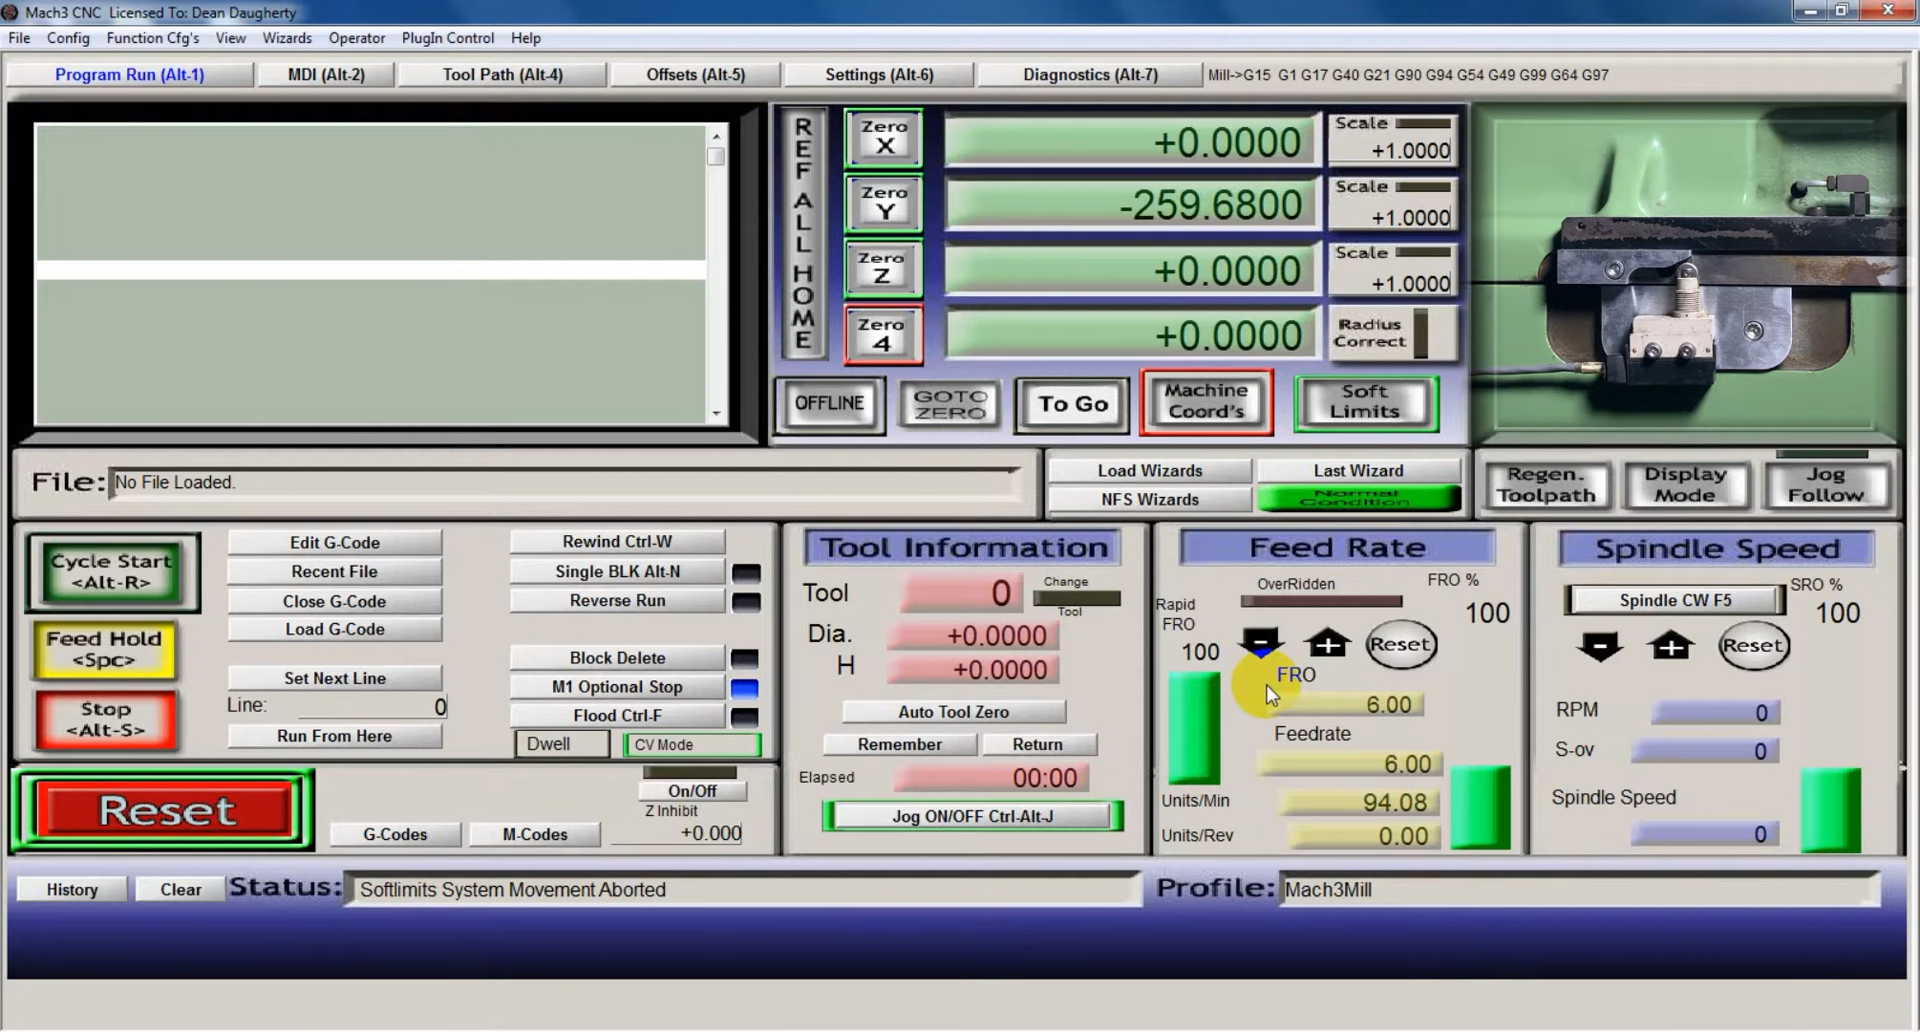 Mach3 CNC Licensed To: Dean Daugherty
File Config Function Cfg's View Wizards Operator PlugIn Control Help
Program Run (Alt-1) MDI (Alt-2) Tool Path (Alt-4) Offsets (Alt-5) Settings (Alt-6) Diagnostics (Alt-7) Mill->G15 G1 G17 G40 G21 G90 G94 G54 G49 G99 G64 G97
REF ALL HOME
Zero X +0.0000 Scale +1.0000
Zero Y -259.6800 Scale +1.0000
Zero Z +0.0000 Scale +1.0000
Zero 4 +0.0000 Radius Correct
OFFLINE GOTO ZERO To Go Machine Coord's Soft Limits
File: No File Loaded.
Load Wizards Last Wizard
NFS Wizards Normal Condition
Regen. Toolpath Display Mode Jog Follow
Cycle Start <Alt-R>
Feed Hold <Spc>
Stop <Alt-S>
Reset
Edit G-Code
Recent File
Close G-Code
Load G-Code
Set Next Line
Line: 0
Run From Here
Rewind Ctrl-W
Single BLK Alt-N
Reverse Run
Block Delete
M1 Optional Stop
Flood Ctrl-F
Dwell CV Mode
G-Codes M-Codes
On/Off
Z Inhibit
+0.000
Tool Information
Tool 0 Change Tool
Dia. +0.0000
H +0.0000
Auto Tool Zero
Remember Return
Elapsed 00:00
Jog ON/OFF Ctrl-Alt-J
Feed Rate
OverRidden FRO % 100
Rapid FRO 100
Reset
FRO
6.00
Feedrate
6.00
Units/Min 94.08
Units/Rev 0.00
Spindle Speed
Spindle CW F5 SRO % 100
Reset
RPM 0
S-ov 0
Spindle Speed
0
History Clear Status: Softlimits System Movement Aborted Profile: Mach3Mill